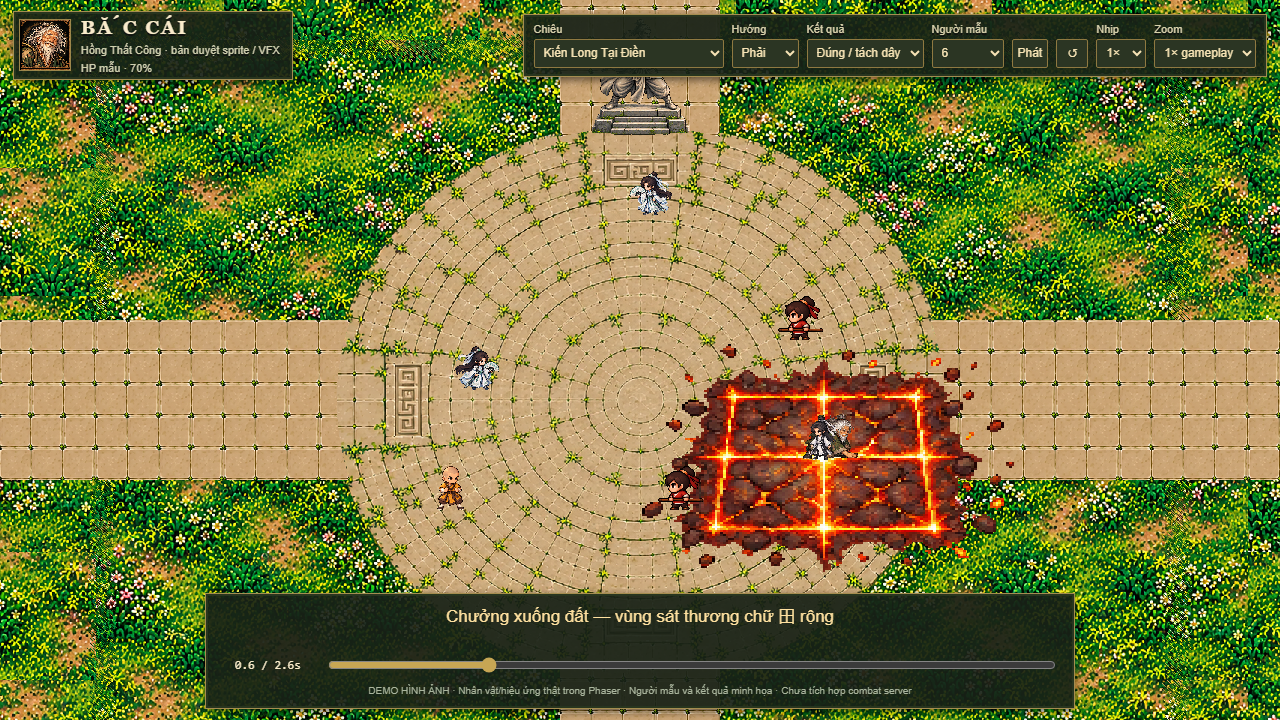 BẮC CÁI
Hồng Thất Công · bản duyệt sprite / VFX
HP mẫu · 70%
Chiêu
Hướng
Kết quả
Người mẫu
Nhịp
Zoom
Kiến Long Tại Điền
Phải
Đúng / tách dây
6
Phát
↺
1×
1× gameplay
Chưởng xuống đất — vùng sát thương chữ 田 rộng
0.6 / 2.6s
DEMO HÌNH ẢNH · Nhân vật/hiệu ứng thật trong Phaser · Người mẫu và kết quả minh họa · Chưa tích hợp combat server